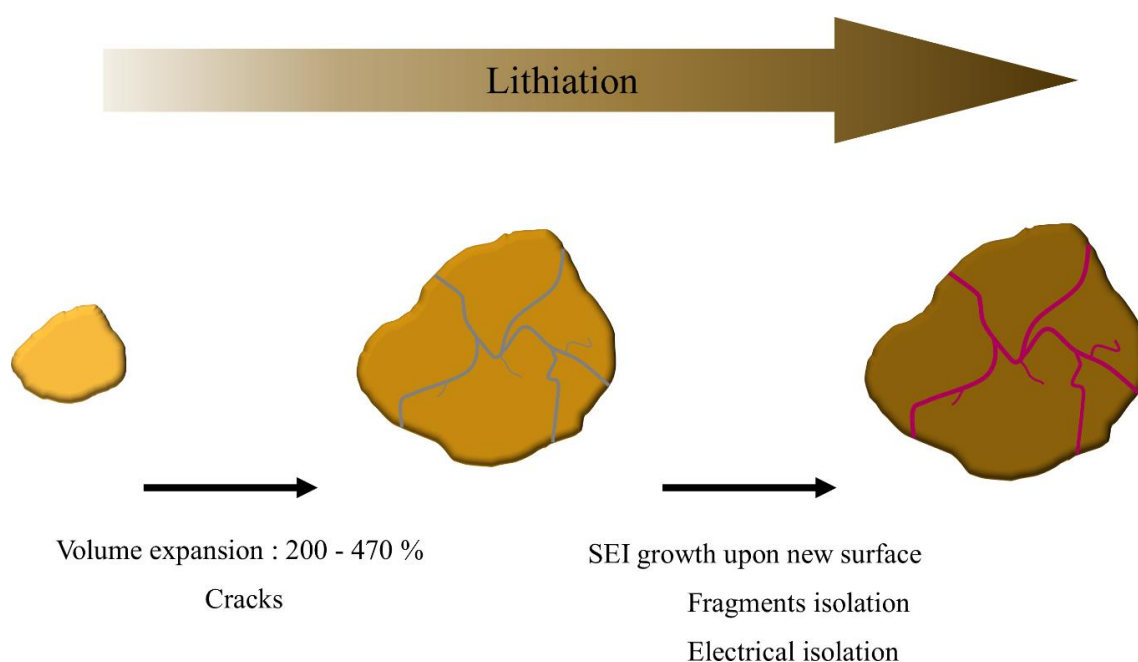 Lithiation
Volume expansion : 200 - 470 %
Cracks
SEI growth upon new surface
Fragments isolation
Electrical isolation